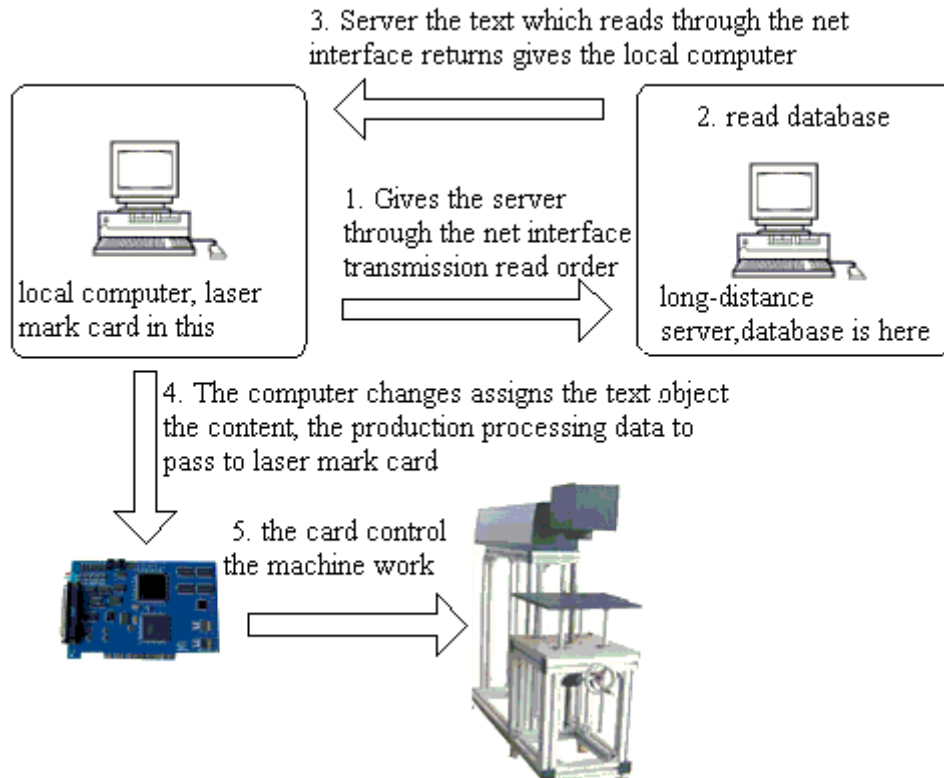 3. Server the text which reads through the net
interface returns gives the local computer
2. read database
1. Gives the server
through the net interface
transmission read order
local computer, laser
mark card in this
long-distance
server,database is here
4. The computer changes assigns the text object
the content, the production processing data to
pass to laser mark card
5. the card control
the machine work